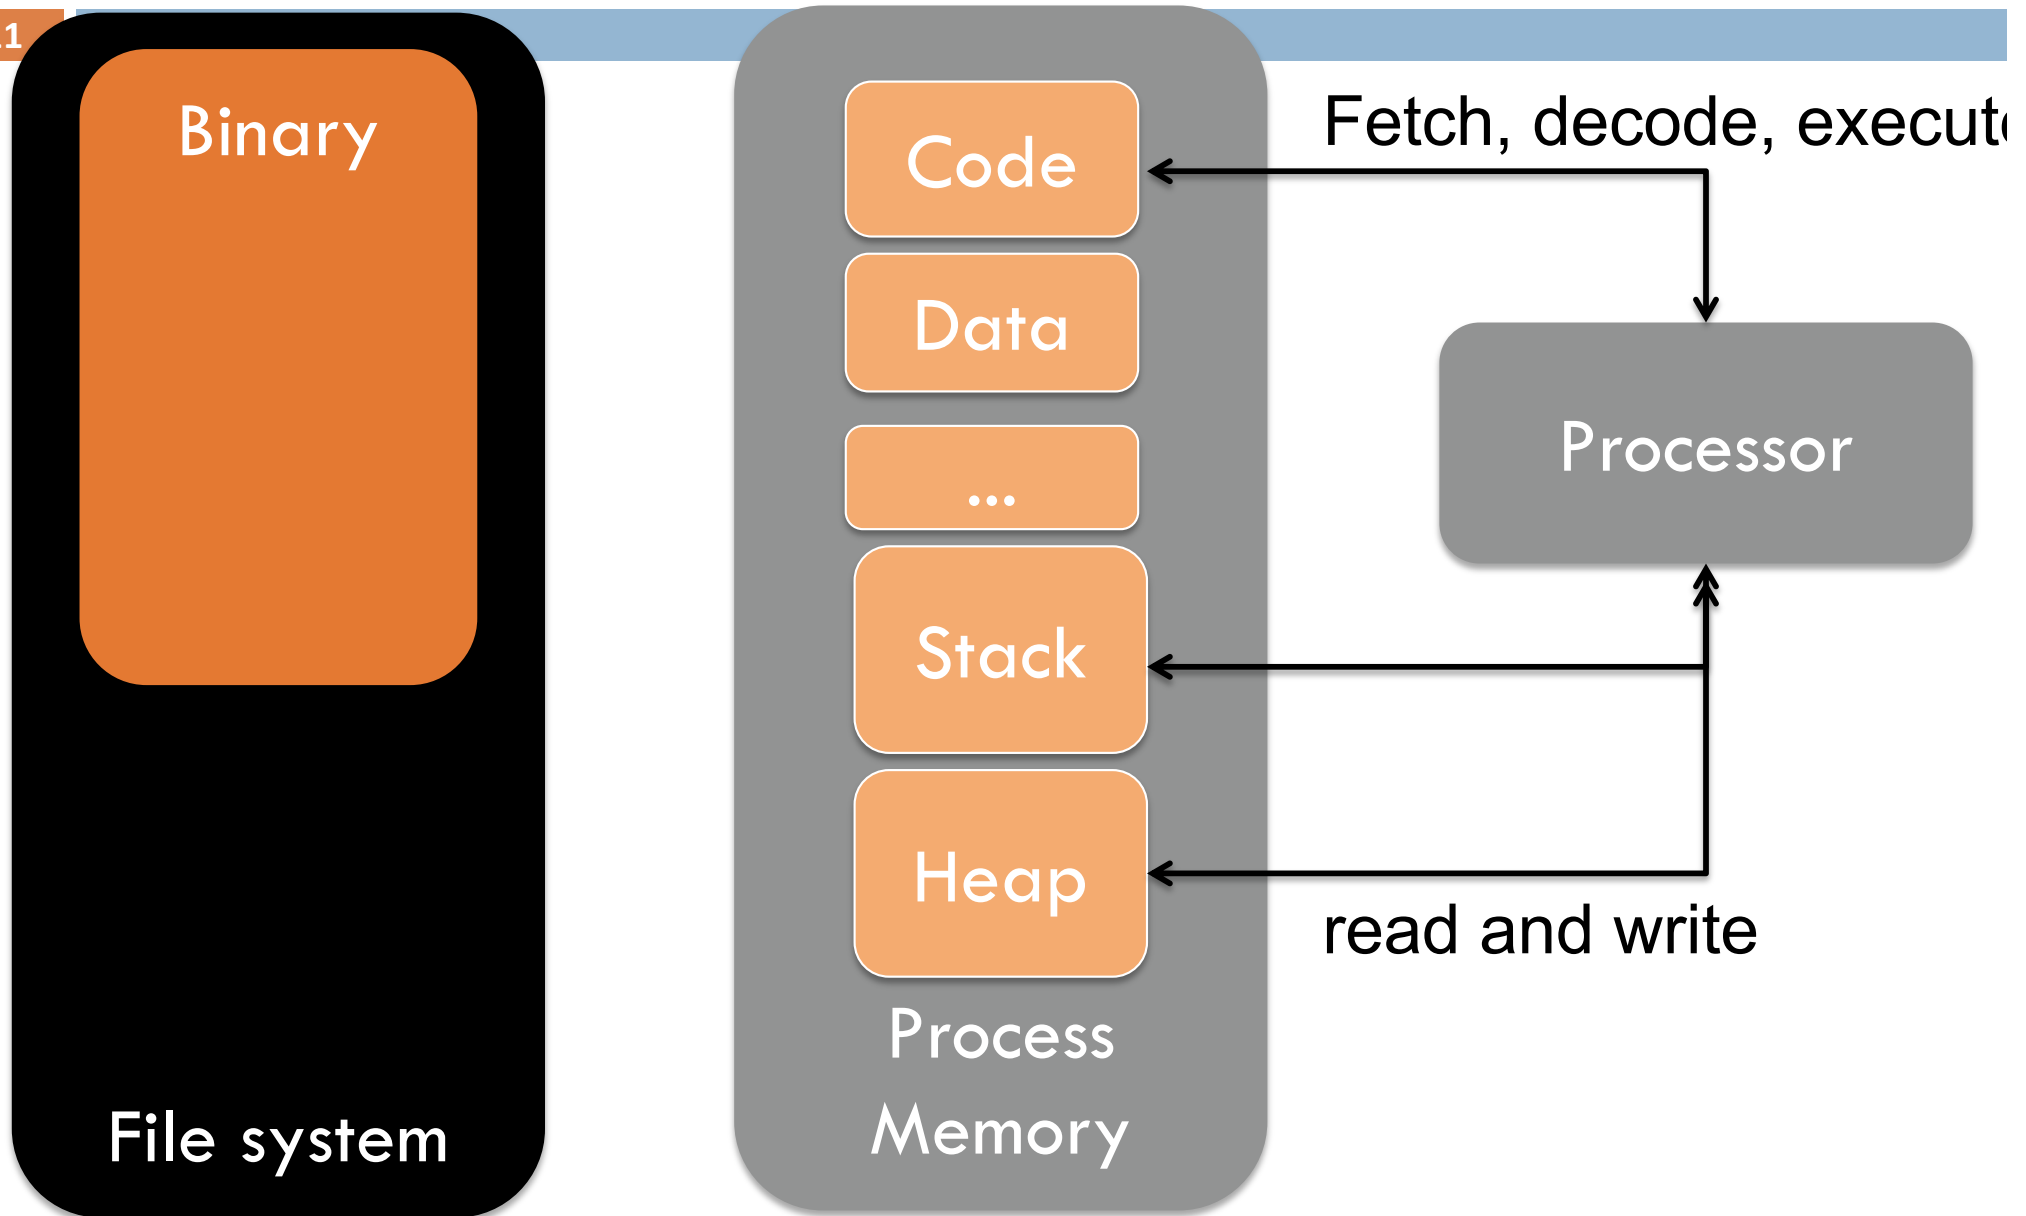 Binary
File system
Code
Data
...
Stack
Heap
Process
Memory
Fetch, decode, execut
Processor
read and write